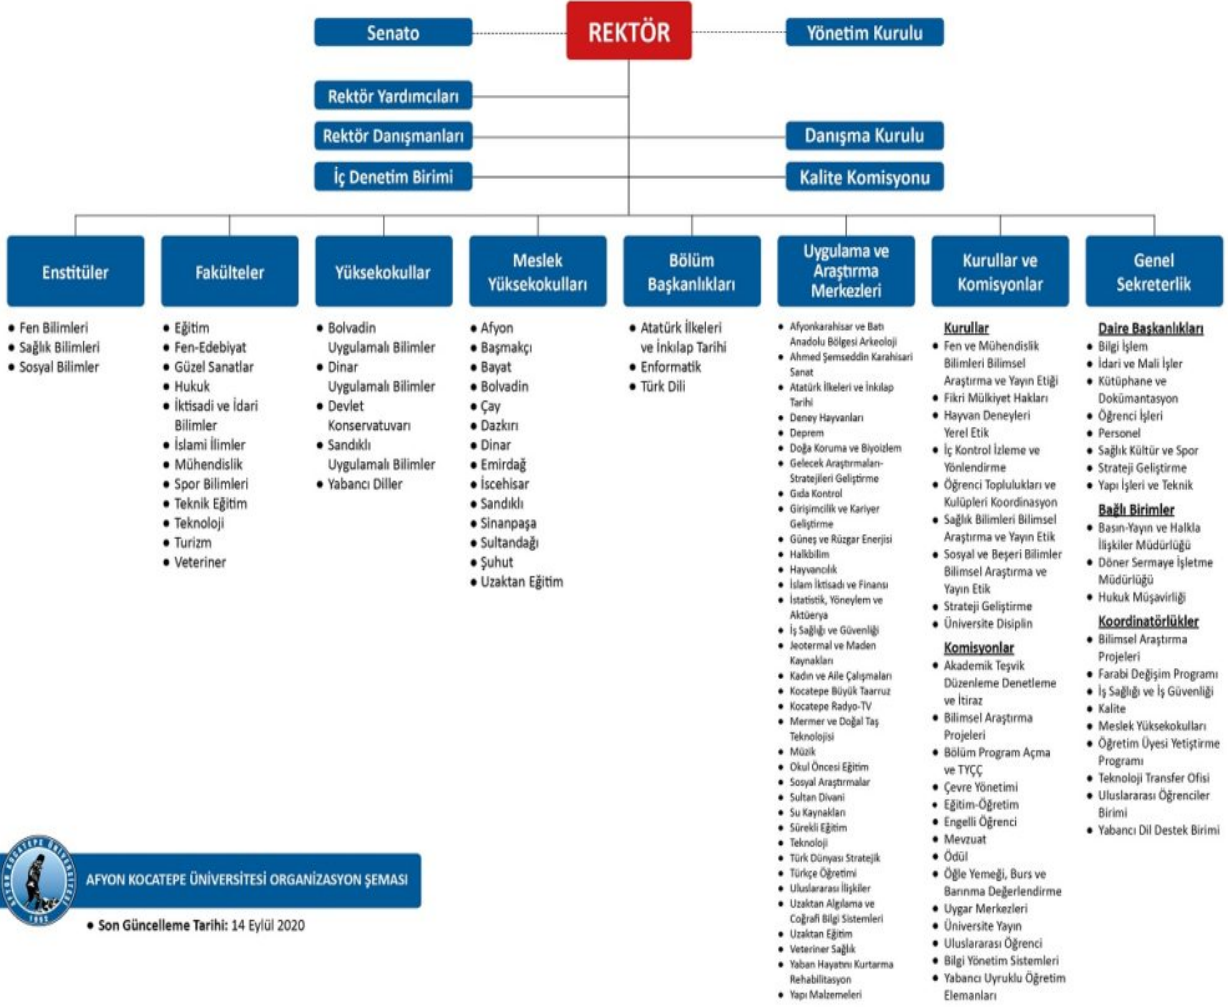 Senato
REKTÖR
Yönetim Kurulu
Rektör Yardımcıları
Rektör Danışmanları
Danışma Kurulu
İç Denetim Birimi
Kalite Komisyonu
Enstitüler
• Fen Bilimleri
• Sağlık Bilimleri
• Sosyal Bilimler
Fakülteler
• Eğitim
• Fen-Edebiyat
• Güzel Sanatlar
• Hukuk
• İktisadi ve İdari
Bilimler
• İslami İlimler
• Mühendislik
• Spor Bilimleri
• Teknik Eğitim
• Teknoloji
• Turizm
• Veteriner
Yüksekokullar
• Bolvadin
Uygulamalı Bilimler
• Dinar
Uygulamalı Bilimler
• Devlet
Konservatuvarı
• Sandıklı
Uygulamalı Bilimler
• Yabancı Diller
Meslek
Yüksekokulları
• Afyon
• Başmakçı
• Bayat
• Bolvadin
• Çay
• Dazkırı
• Dinar
• Emirdağ
• İscehisar
• Sandıklı
• Sinanpaşa
• Sultandağı
• Şuhut
• Uzaktan Eğitim
Bölüm
Başkanlıkları
• Atatürk İlkeleri
ve İnkılap Tarihi
• Enformatik
• Türk Dili
Uygulama ve
Araştırma
Merkezleri
• Afyonkarahisar ve Batı
Anadolu Bölgesi Arkeoloji
• Ahmed Şemseddin Karahisari
Sanat
• Atatürk İlkeleri ve İnkılap
Tarihi
• Deney Hayvanları
• Deprem
• Doğa Koruma ve Biyoizlem
• Gelecek Araştırmaları-
Stratejileri Geliştirme
• Gıda Kontrol
• Girişimcilik ve Kariyer
Geliştirme
• Güneş ve Rüzgar Enerjisi
• Halkbilim
• Hayvancılık
• İslam İktisadı ve Finansı
• İstatistik, Yöneylem ve
Aktüerya
• İş Sağlığı ve Güvenliği
• Jeotermal ve Maden
Kaynakları
• Kadın ve Aile Çalışmaları
• Kocatepe Büyük Taarruz
• Kocatepe Radyo-TV
• Mermer ve Doğal Taş
Teknolojisi
• Müzik
• Okul Öncesi Eğitim
• Sosyal Araştırmalar
• Sultan Divani
• Su Kaynakları
• Sürekli Eğitim
• Teknoloji
• Türk Dünyası Stratejik
• Türkçe Öğretimi
• Uluslararası İlişkiler
• Uzaktan Algılama ve
Coğrafi Bilgi Sistemleri
• Uzaktan Eğitim
• Veteriner Sağlık
• Yaban Hayatını Kurtarma
Rehabilitasyon
• Yapı Malzemeleri
Kurullar ve
Komisyonlar
Kurullar
• Fen ve Mühendislik
Bilimleri Bilimsel
Araştırma ve Yayın Etiği
• Fikri Mülkiyet Hakları
• Hayvan Deneyleri
Yerel Etik
• İç Kontrol İzleme ve
Yönlendirme
• Öğrenci Toplulukları ve
Kulüpleri Koordinasyon
• Sağlık Bilimleri Bilimsel
Araştırma ve Yayın Etik
• Sosyal ve Beşeri Bilimler
Bilimsel Araştırma ve
Yayın Etik
• Strateji Geliştirme
• Üniversite Disiplin
Komisyonlar
• Akademik Teşvik
Düzenleme Denetleme
ve İtiraz
• Bilimsel Araştırma
Projeleri
• Bölüm Program Açma
ve TYÇÇ
• Çevre Yönetimi
• Eğitim-Öğretim
• Engelli Öğrenci
• Mevzuat
• Ödül
• Öğle Yemeği, Burs ve
Barınma Değerlendirme
• Uygar Merkezleri
• Üniversite Yayın
• Uluslararası Öğrenci
• Bilgi Yönetim Sistemleri
• Yabancı Uyruklu Öğretim
Elemanları
Genel
Sekreterlik
Daire Başkanlıkları
• Bilgi İşlem
• İdari ve Mali İşler
• Kütüphane ve
Dokümantasyon
• Öğrenci İşleri
• Personel
• Sağlık Kültür ve Spor
• Strateji Geliştirme
• Yapı İşleri ve Teknik
Bağlı Birimler
• Basın-Yayın ve Halkla
İlişkiler Müdürlüğü
• Döner Sermaye İşletme
Müdürlüğü
• Hukuk Müşavirliği
Koordinatörlükler
• Bilimsel Araştırma
Projeleri
• Farabi Değişim Programı
• İş Sağlığı ve İş Güvenliği
• Kalite
• Meslek Yüksekokulları
• Öğretim Üyesi Yetiştirme
Programı
• Teknoloji Transfer Ofisi
• Uluslararası Öğrenciler
Birimi
• Yabancı Dil Destek Birimi
AFYON KOCATEPE ÜNİVERSİTESİ
1992
AFYON KOCATEPE ÜNİVERSİTESİ ORGANİZASYON ŞEMASI
• Son Güncelleme Tarihi: 14 Eylül 2020